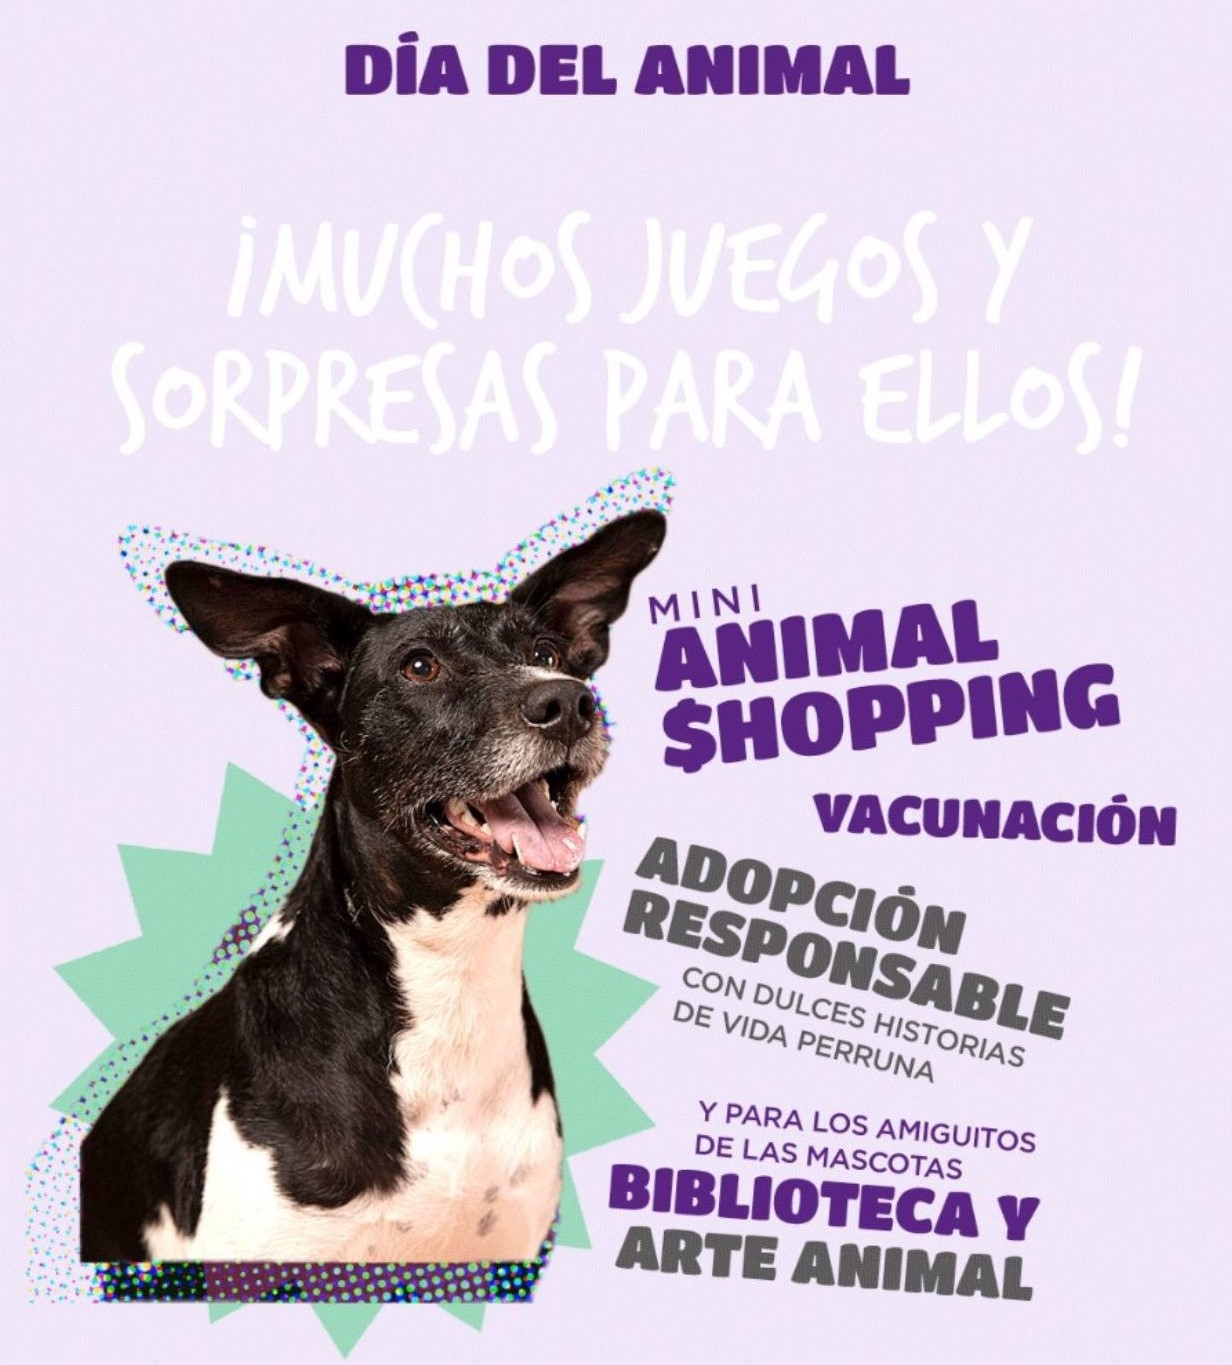 DÍA DEL ANIMAL
¡MUCHOS JUEGOS Y
SORPRESAS PARA ELLOS!
MINI
ANIMAL
$HOPPING
VACUNACIÓN
ADOPCIÓN
RESPONSABLE
CON DULCES HISTORIAS
DE VIDA PERRUNA
Y PARA LOS AMIGUITOS
DE LAS MASCOTAS
BIBLIOTECA Y
ARTE ANIMAL